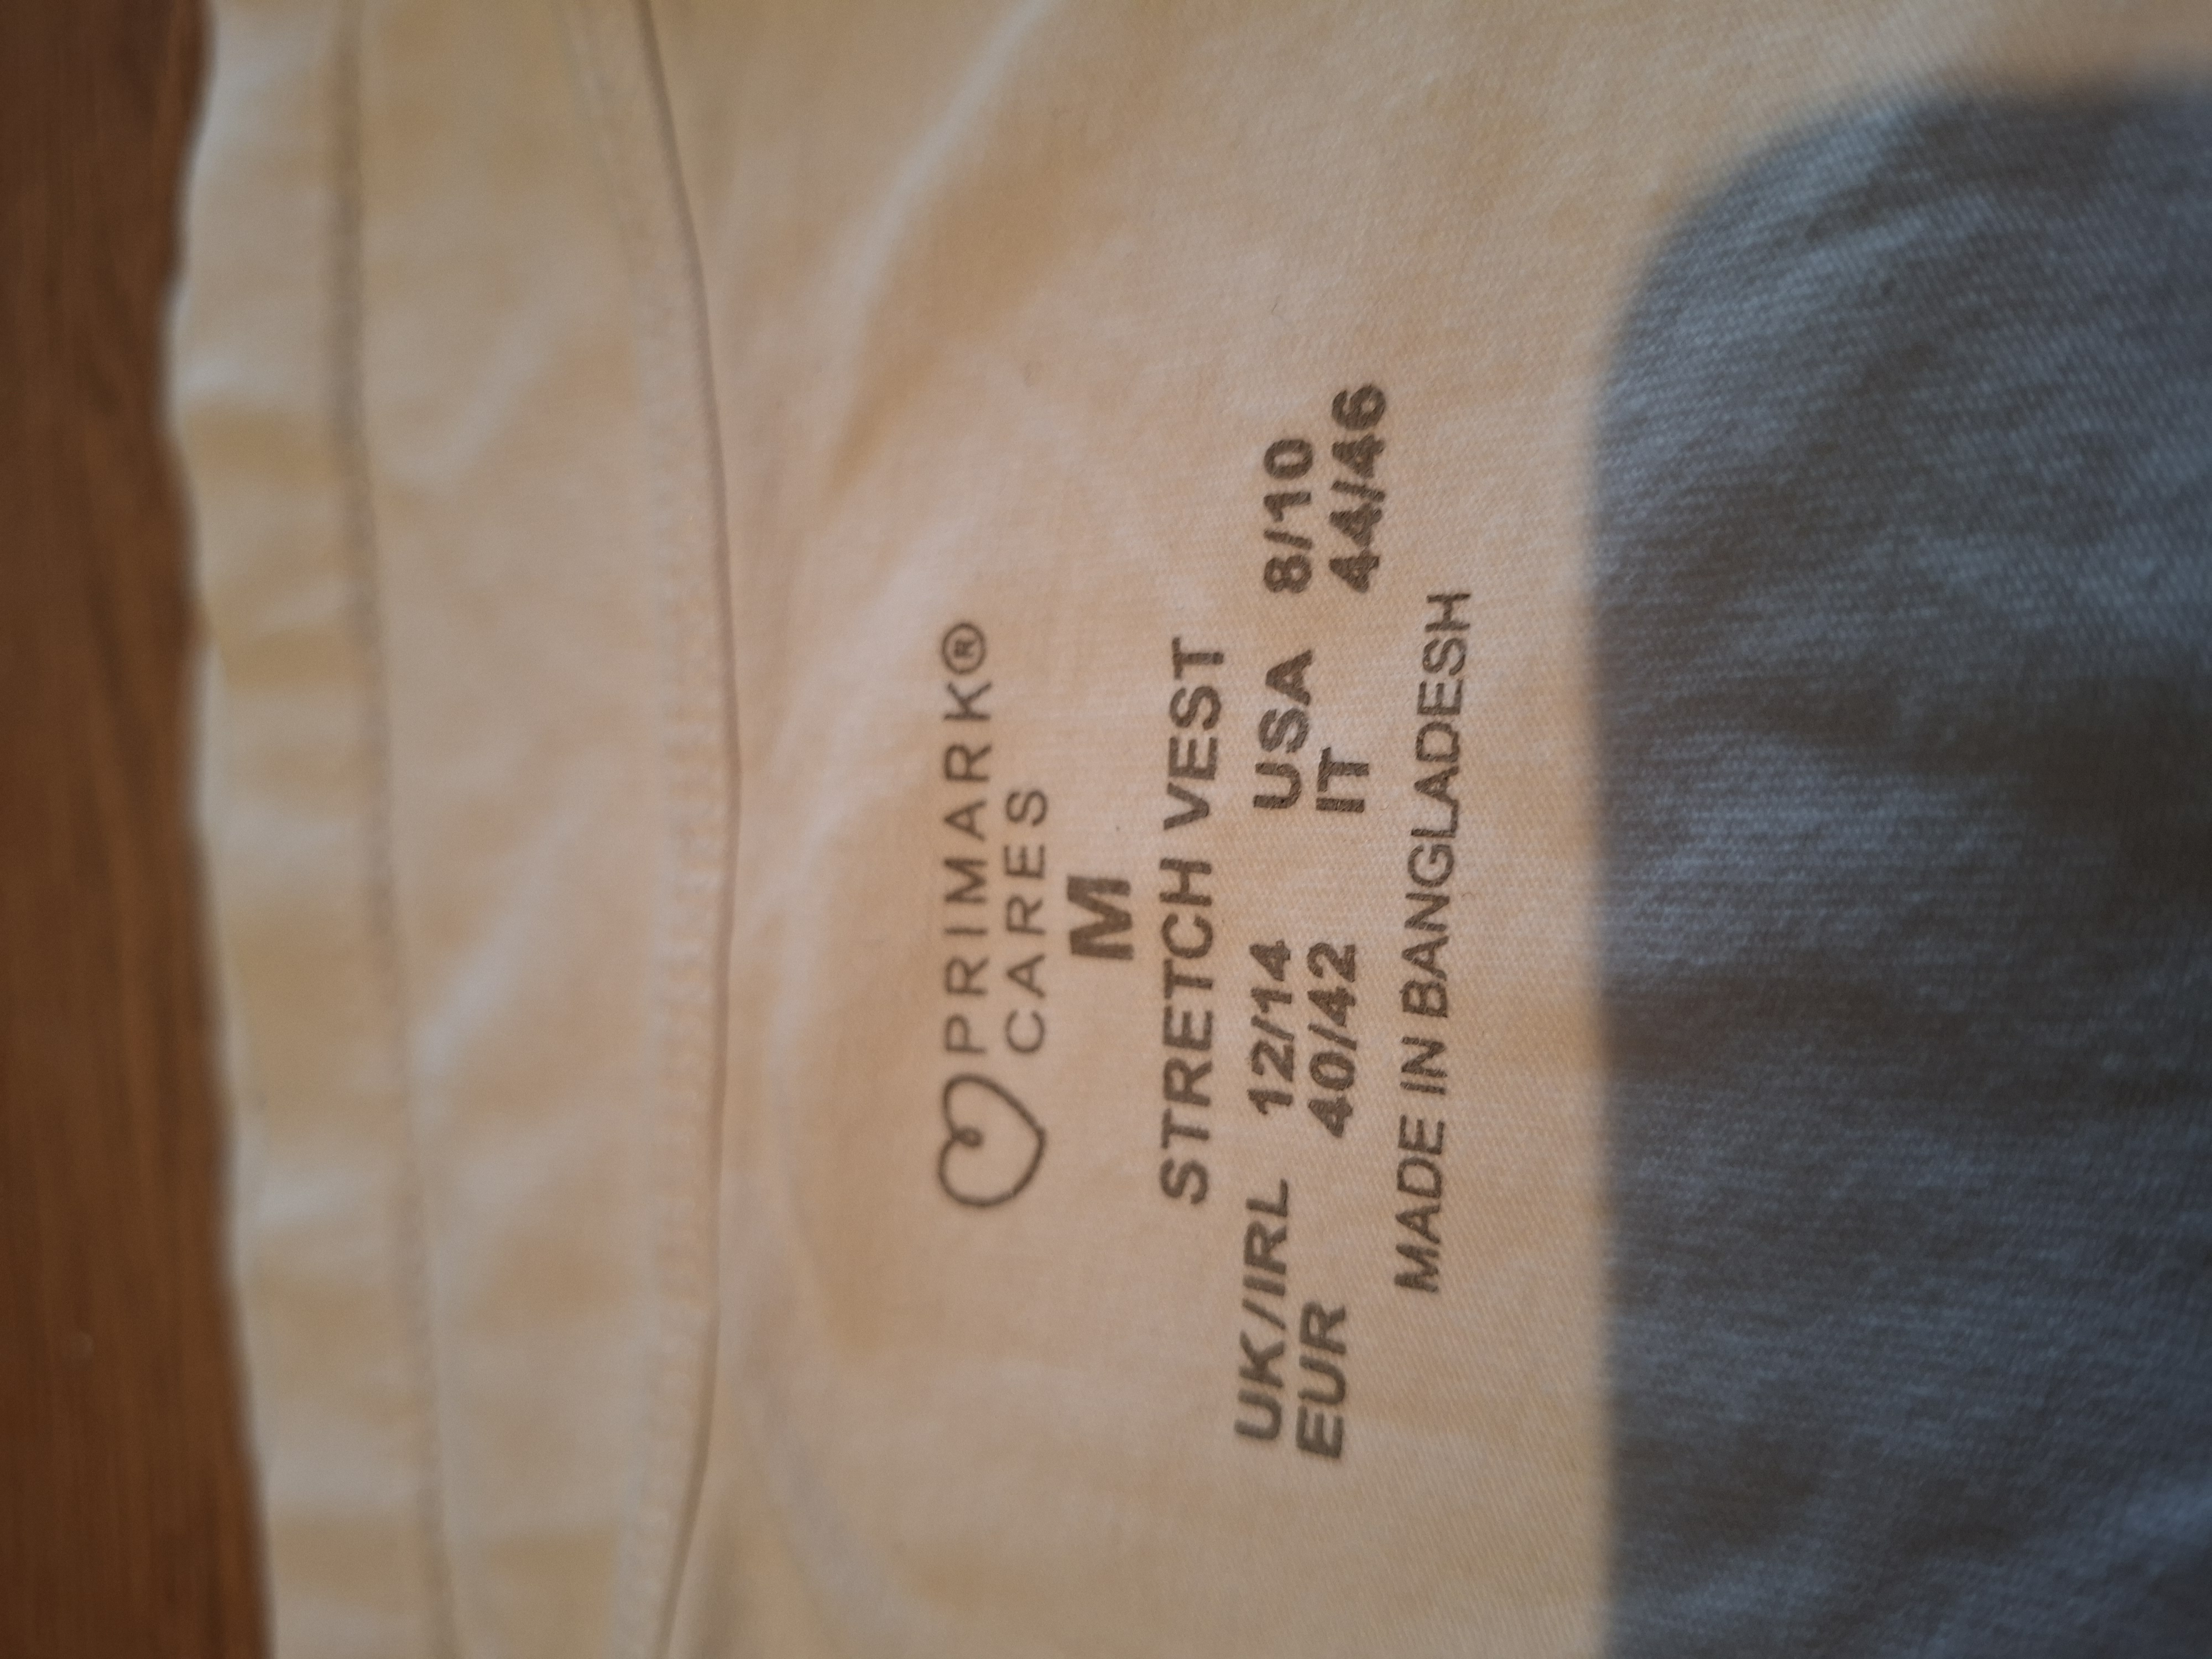 PRIMARK®
CARES
M
STRETCH VEST
UK/IRL 12/14 USA 8/10
EUR 40/42 IT 44/46
MADE IN BANGLADESH